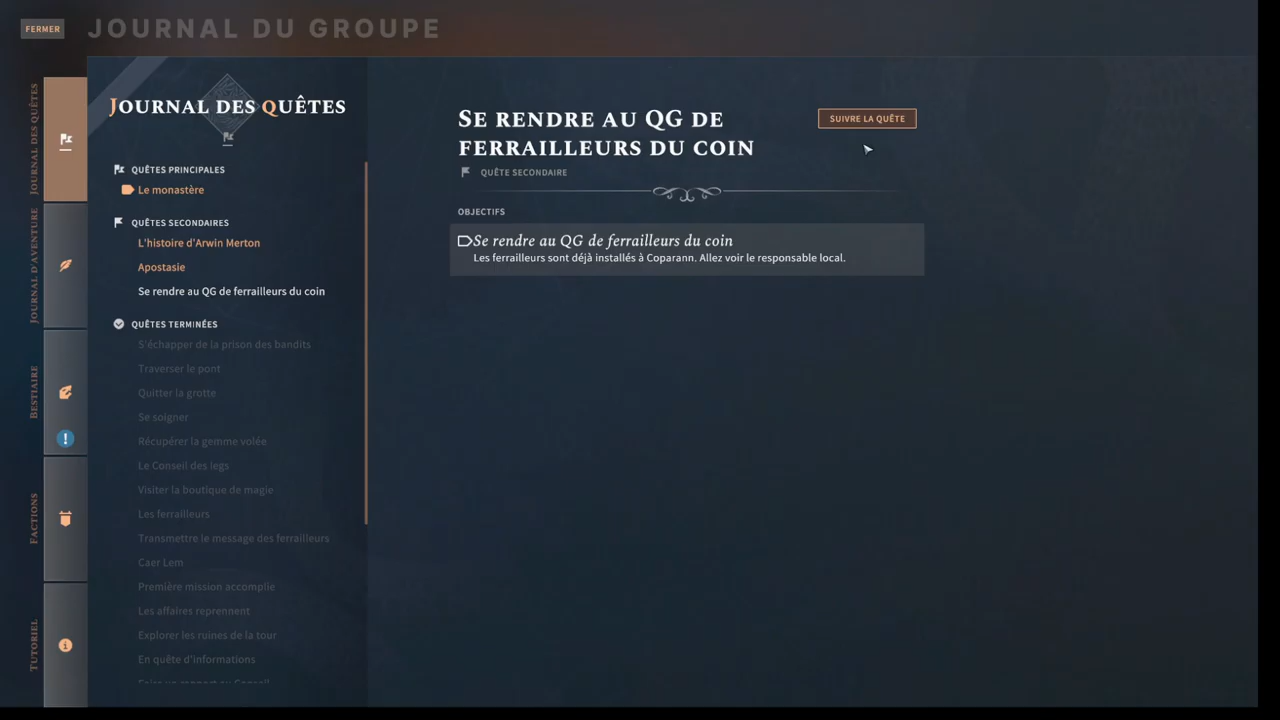 FERMER
JOURNAL DU GROUPE
JOURNAL DES QUÊTES
JOURNAL D'AVENTURE
BESTIAIRE
FACTIONS
TUTORIEL
JOURNAL DES QUÊTES
QUÊTES PRINCIPALES
Le monastère
QUÊTES SECONDAIRES
L'histoire d'Arwin Merton
Apostasie
Se rendre au QG de ferrailleurs du coin
QUÊTES TERMINÉES
S'échapper de la prison des bandits
Traverser le pont
Quitter la grotte
Se soigner
Récupérer la gemme volée
Le Conseil des legs
Visiter la boutique de magie
Les ferrailleurs
Transmettre le message des ferrailleurs
Caer Lem
Première mission accomplie
Les affaires reprennent
Explorer les ruines de la tour
En quête d'informations
Faire un rapport au Conseil
SE RENDRE AU QG DE
FERRAILLEURS DU COIN
SUIVRE LA QUÊTE
QUÊTE SECONDAIRE
OBJECTIFS
Se rendre au QG de ferrailleurs du coin
Les ferrailleurs sont déjà installés à Coparann. Allez voir le responsable local.